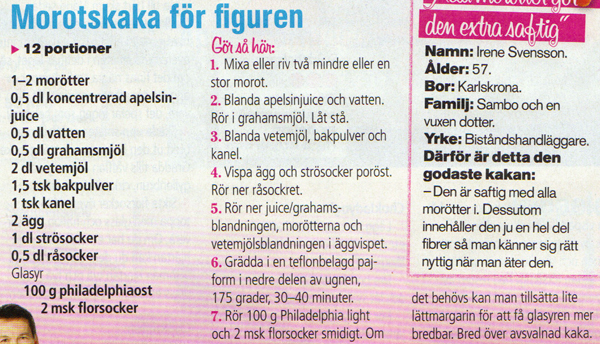 Morotskaka för figuren
▶ 12 portioner
1–2 morötter
0,5 dl koncentrerad apelsin-
juice
0,5 dl vatten
0,5 dl grahamsmjöl
2 dl vetemjöl
1,5 tsk bakpulver
1 tsk kanel
2 ägg
1 dl strösocker
0,5 dl råsocker
Glasyr
100 g philadelphiaost
2 msk florsocker
Gör så här:
1. Mixa eller riv två mindre eller en
stor morot.
2. Blanda apelsinjuice och vatten.
Rör i grahamsmjöl. Låt stå.
3. Blanda vetemjöl, bakpulver och
kanel.
4. Vispa ägg och strösocker poröst.
Rör ner råsockret.
5. Rör ner juice/grahams-
blandningen, morötterna och
vetemjölsblandningen i äggvispet.
6. Grädda i en teflonbelagd paj-
form i nedre delen av ugnen,
175 grader, 30–40 minuter.
7. Rör 100 g Philadelphia light
och 2 msk florsocker smidigt. Om
det behövs kan man tillsätta lite
lättmargarin för att få glasyren mer
bredbar. Bred över avsvalnad kaka.
den extra saftig”
Namn: Irene Svensson.
Ålder: 57.
Bor: Karlskrona.
Familj: Sambo och en
vuxen dotter.
Yrke: Biståndshandläggare.
Därför är detta den
godaste kakan:
– Den är saftig med alla
morötter i. Dessutom
innehåller den ju en hel del
fibrer så man känner sig rätt
nyttig när man äter den.